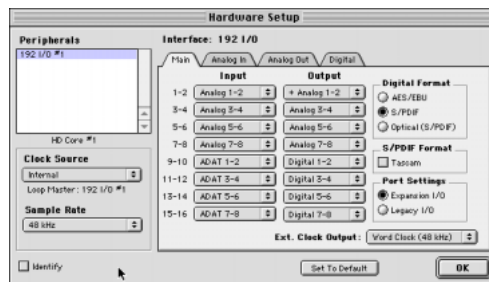 Hardware Setup
Peripherals
192 I/O #1
HD Core #1
Clock Source
Internal
Loop Master: 192 I/O #1
Sample Rate
48 kHz
Identify
Interface: 192 I/O
Main Analog In Analog Out Digital
Input Output
1-2 Analog 1-2 + Analog 1-2
3-4 Analog 3-4 Analog 3-4
5-6 Analog 5-6 Analog 5-6
7-8 Analog 7-8 Analog 7-8
9-10 ADAT 1-2 Digital 1-2
11-12 ADAT 3-4 Digital 3-4
13-14 ADAT 5-6 Digital 5-6
15-16 ADAT 7-8 Digital 7-8
Digital Format
AES/EBU
S/PDIF
Optical (S/PDIF)
S/PDIF Format
Tascam
Port Settings
Expansion I/O
Legacy I/O
Ext. Clock Output: Word Clock (48 kHz)
Set To Default
OK